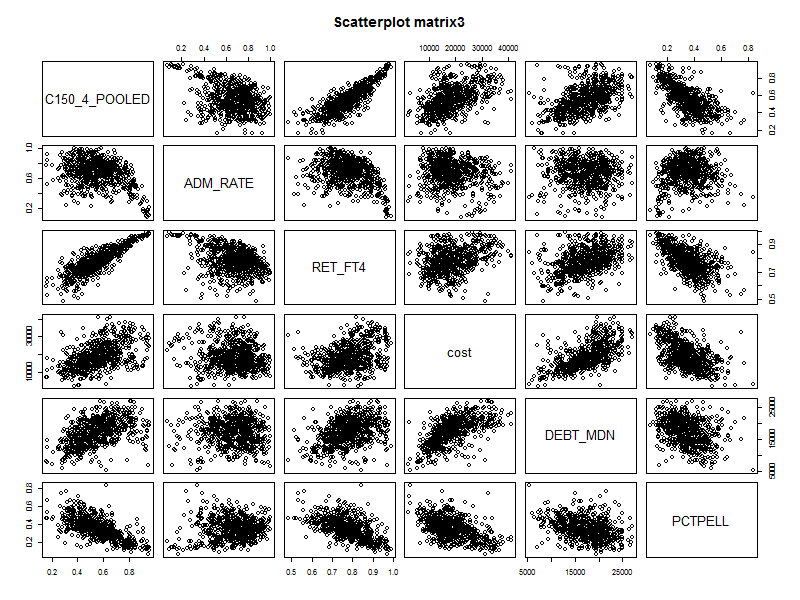 Scatterplot matrix3
0.2 0.4 0.6 0.8 1.0 10000 20000 30000 40000 0.2 0.4 0.6 0.8
C150_4_POOLED 0.2 0.4 0.6 0.8
0.2 0.6 1.0 ADM_RATE
RET_FT4 0.5 0.7 0.9
10000 30000 cost
DEBT_MDN 5000 15000 25000
0.2 0.4 0.6 0.8 PCTPELL
0.2 0.4 0.6 0.8 0.5 0.6 0.7 0.8 0.9 1.0 5000 15000 25000